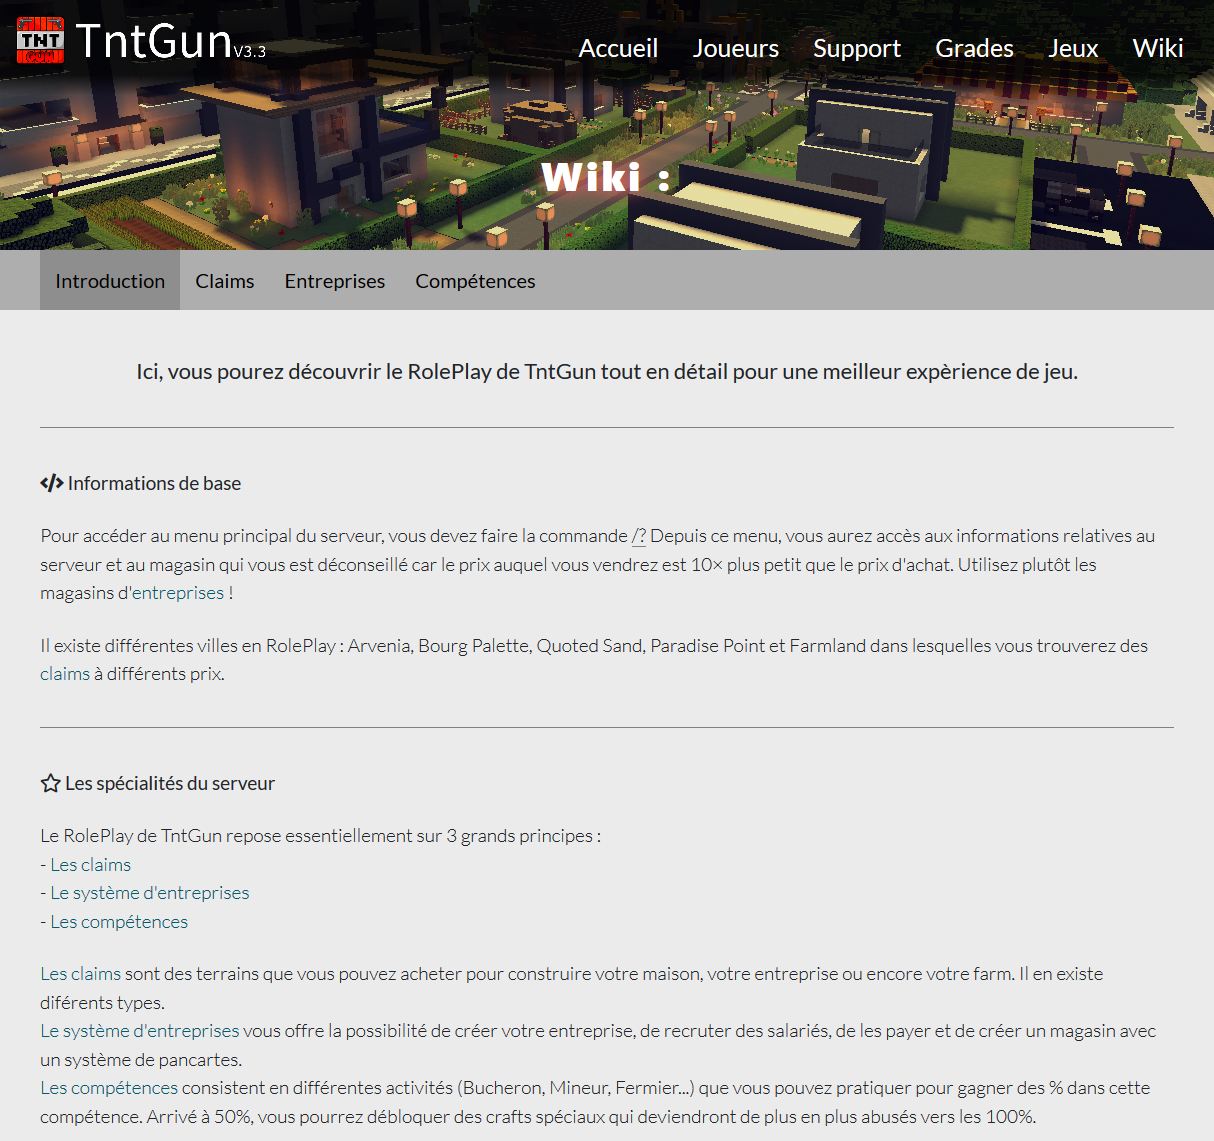 TNT
TntGun V3.3
Accueil Joueurs Support Grades Jeux Wiki
Wiki :
Introduction Claims Entreprises Compétences
Ici, vous pourez découvrir le RolePlay de TntGun tout en détail pour une meilleur expèrience de jeu.
</> Informations de base
Pour accéder au menu principal du serveur, vous devez faire la commande /? Depuis ce menu, vous aurez accès aux informations relatives au
serveur et au magasin qui vous est déconseillé car le prix auquel vous vendrez est 10× plus petit que le prix d'achat. Utilisez plutôt les
magasins d'entreprises !
Il existe différentes villes en RolePlay : Arvenia, Bourg Palette, Quoted Sand, Paradise Point et Farmland dans lesquelles vous trouverez des
claims à différents prix.
Les spécialités du serveur
Le RolePlay de TntGun repose essentiellement sur 3 grands principes :
- Les claims
- Le système d'entreprises
- Les compétences
Les claims sont des terrains que vous pouvez acheter pour construire votre maison, votre entreprise ou encore votre farm. Il en existe
diférents types.
Le système d'entreprises vous offre la possibilité de créer votre entreprise, de recruter des salariés, de les payer et de créer un magasin avec
un système de pancartes.
Les compétences consistent en différentes activités (Bucheron, Mineur, Fermier...) que vous pouvez pratiquer pour gagner des % dans cette
compétence. Arrivé à 50%, vous pourrez débloquer des crafts spéciaux qui deviendront de plus en plus abusés vers les 100%.